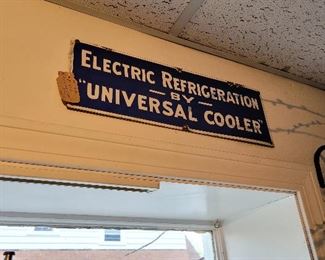 ELECTRIC REFRIGERATION
— BY —
"UNIVERSAL COOLER"